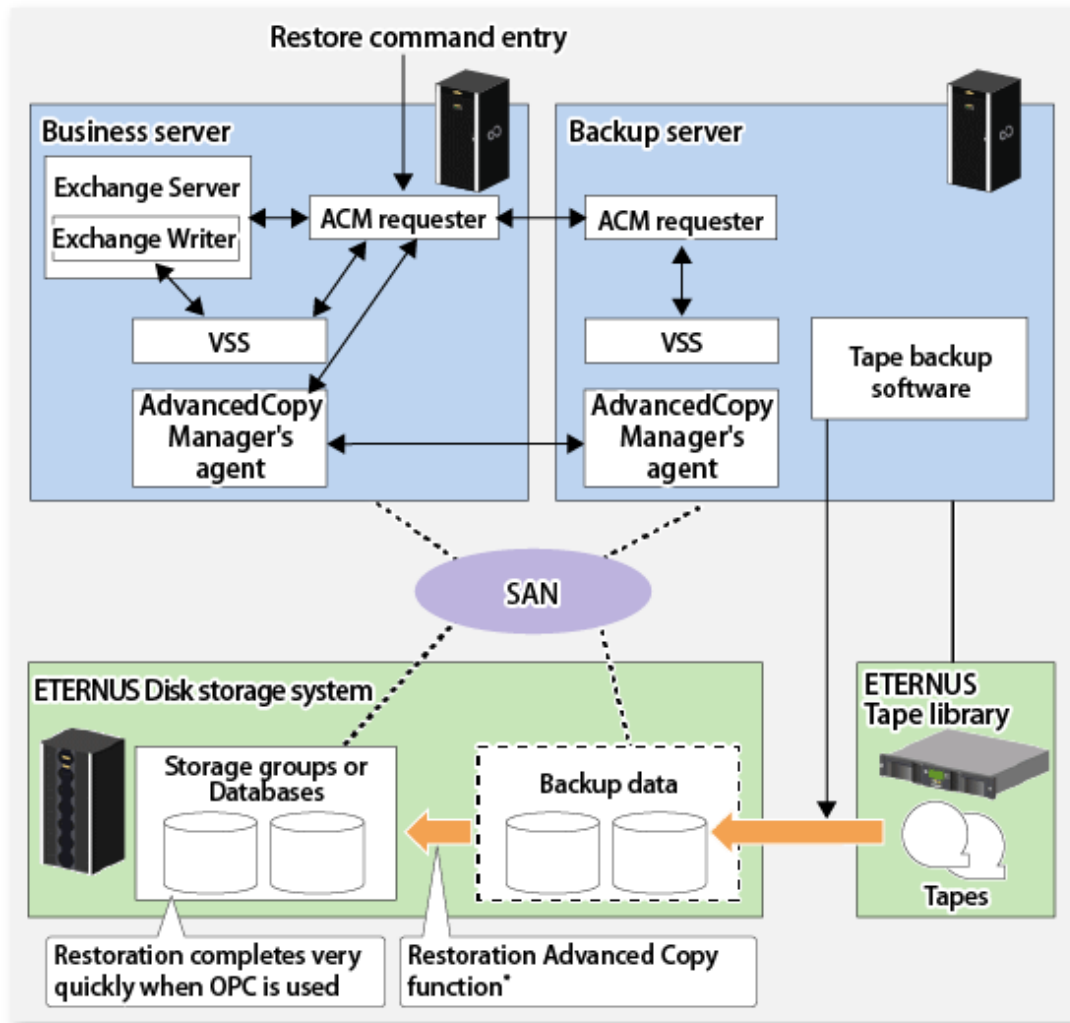 Restore command entry
Business server
Exchange Server
Exchange Writer
ACM requester
VSS
AdvancedCopy
Manager's
agent
Backup server
ACM requester
VSS
AdvancedCopy
Manager's
agent
Tape backup
software
SAN
ETERNUS Disk storage system
Storage groups or
Databases
Backup data
ETERNUS
Tape library
Tapes
Restoration completes very
quickly when OPC is used
Restoration Advanced Copy
function*